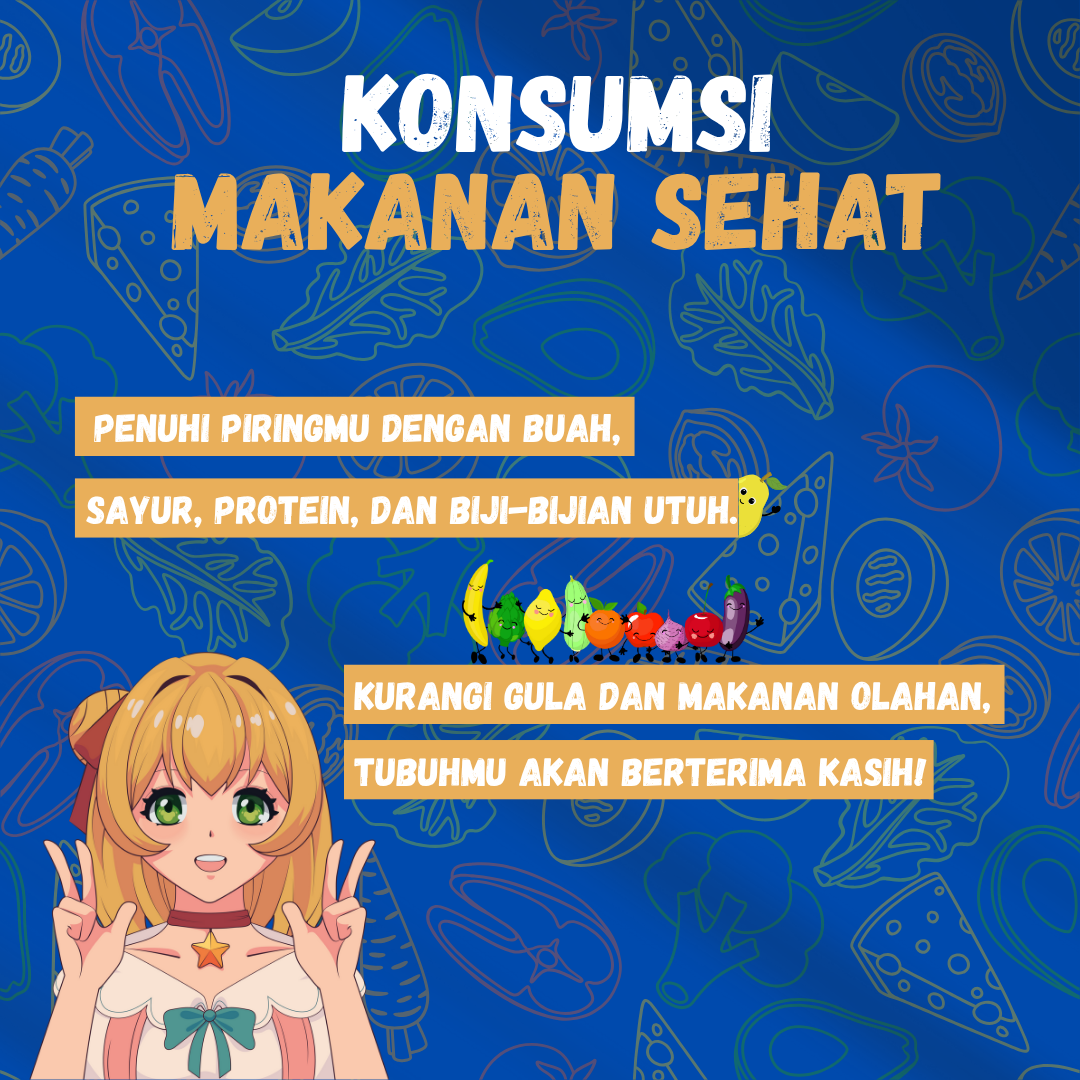 KONSUMSI
MAKANAN SEHAT
PENUHI PIRINGMU DENGAN BUAH,
SAYUR, PROTEIN, DAN BIJI-BIJIAN UTUH.
KURANGI GULA DAN MAKANAN OLAHAN,
TUBUHMU AKAN BERTERIMA KASIH!